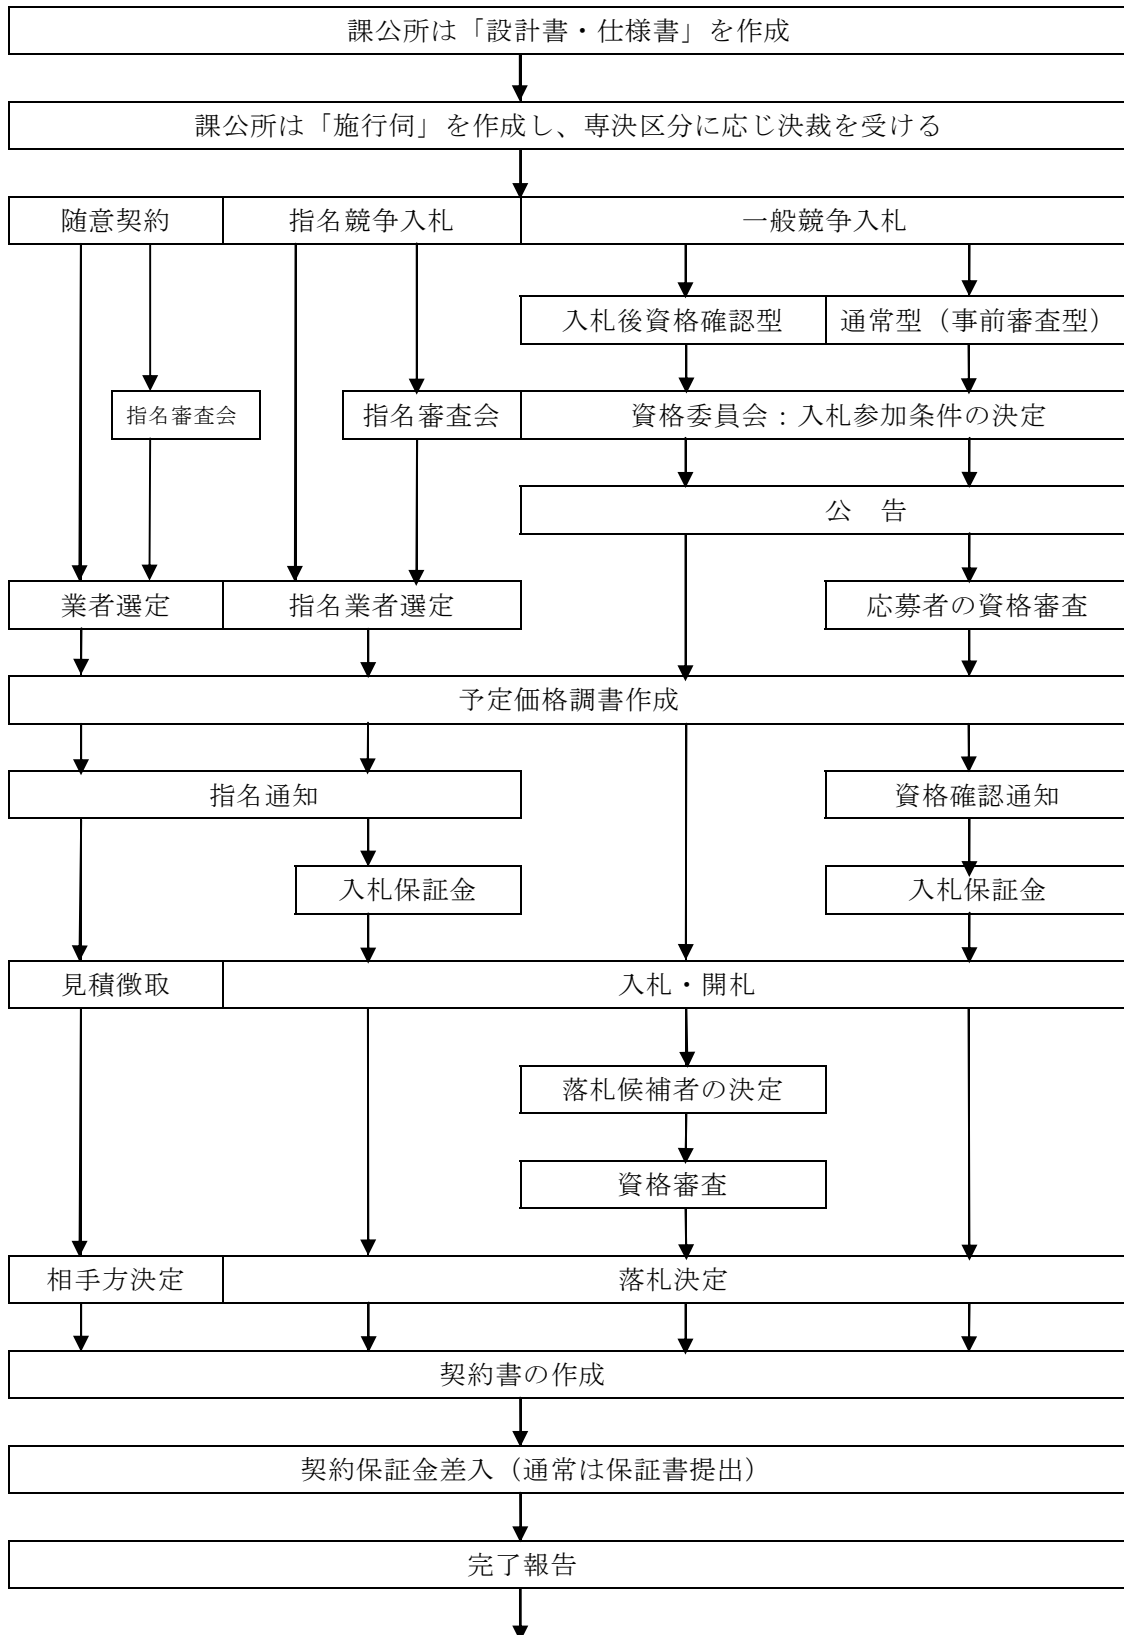 課公所は「設計書・仕様書」を作成
課公所は「施行伺」を作成し、専決区分に応じ決裁を受ける
随意契約
指名競争入札
一般競争入札
入札後資格確認型
通常型（事前審査型）
指名審査会
指名審査会
資格委員会：入札参加条件の決定
公　告
業者選定
指名業者選定
応募者の資格審査
予定価格調書作成
指名通知
資格確認通知
入札保証金
入札保証金
見積徴取
入札・開札
落札候補者の決定
資格審査
相手方決定
落札決定
契約書の作成
契約保証金差入（通常は保証書提出）
完了報告